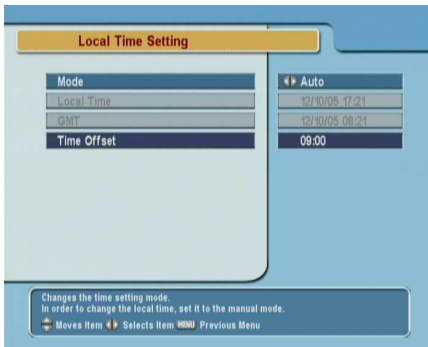 Local Time Setting
Mode Auto
Local Time 12/10/05 17:21
GMT 12/10/05 08:21
Time Offset 09:00
Changes the time setting mode.
In order to change the local time, set it to the manual mode.
Moves Item Selects Item MENU Previous Menu